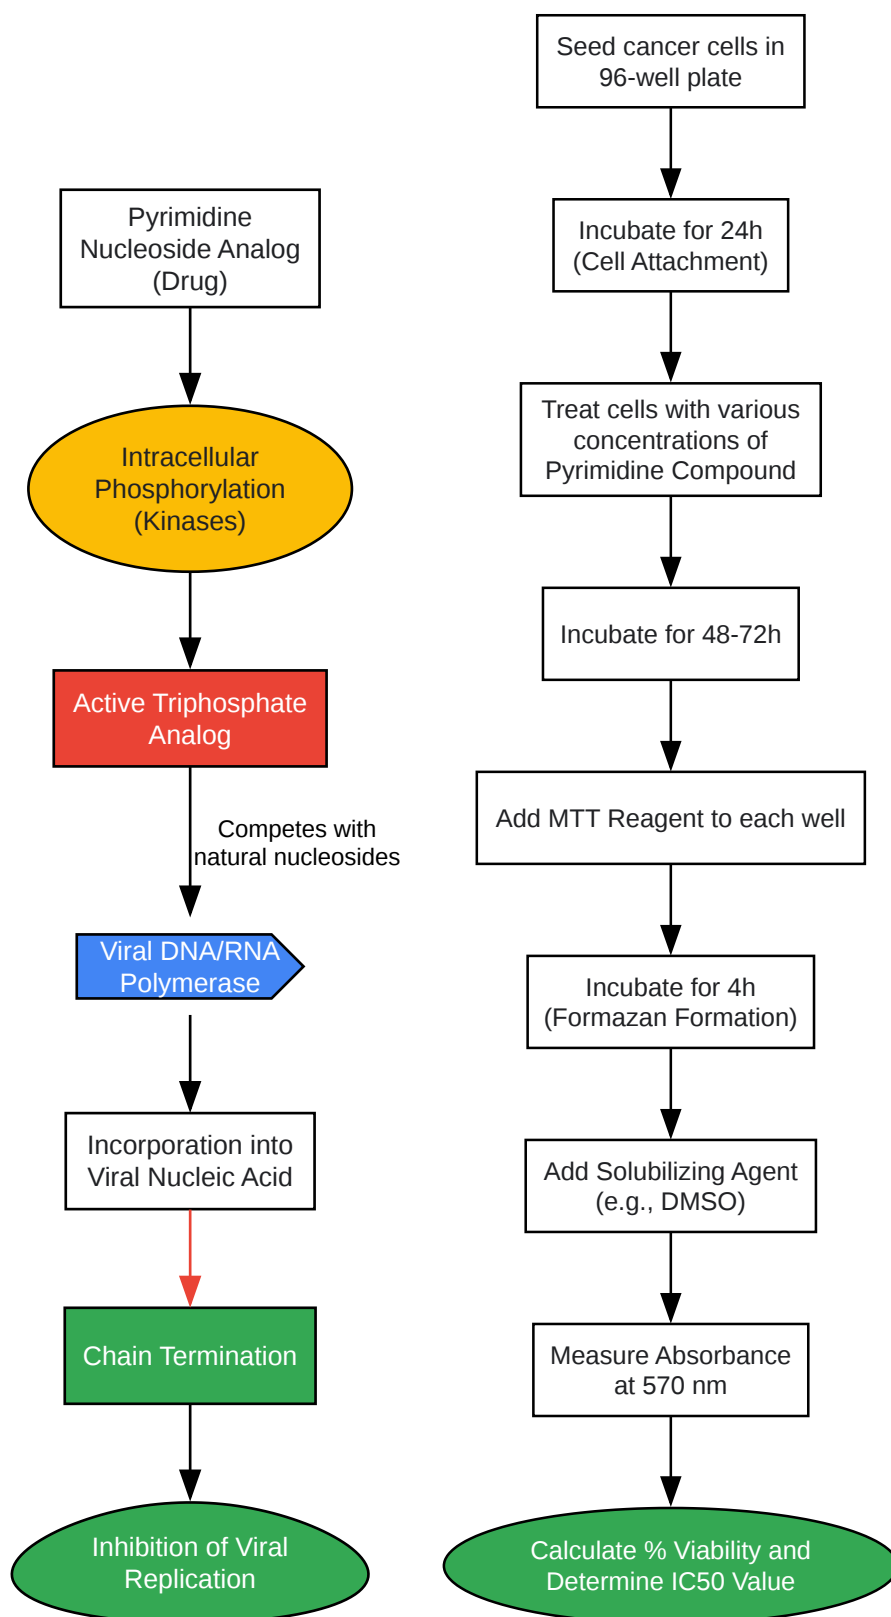 Pyrimidine
Nucleoside Analog
(Drug)
Intracellular
Phosphorylation
(Kinases)
Active Triphosphate
Analog
Competes with
natural nucleosides
Viral DNA/RNA
Polymerase
Incorporation into
Viral Nucleic Acid
Chain Termination
Inhibition of Viral
Replication
Seed cancer cells in
96-well plate
Incubate for 24h
(Cell Attachment)
Treat cells with various
concentrations of
Pyrimidine Compound
Incubate for 48-72h
Add MTT Reagent to each well
Incubate for 4h
(Formazan Formation)
Add Solubilizing Agent
(e.g., DMSO)
Measure Absorbance
at 570 nm
Calculate % Viability and
Determine IC50 Value